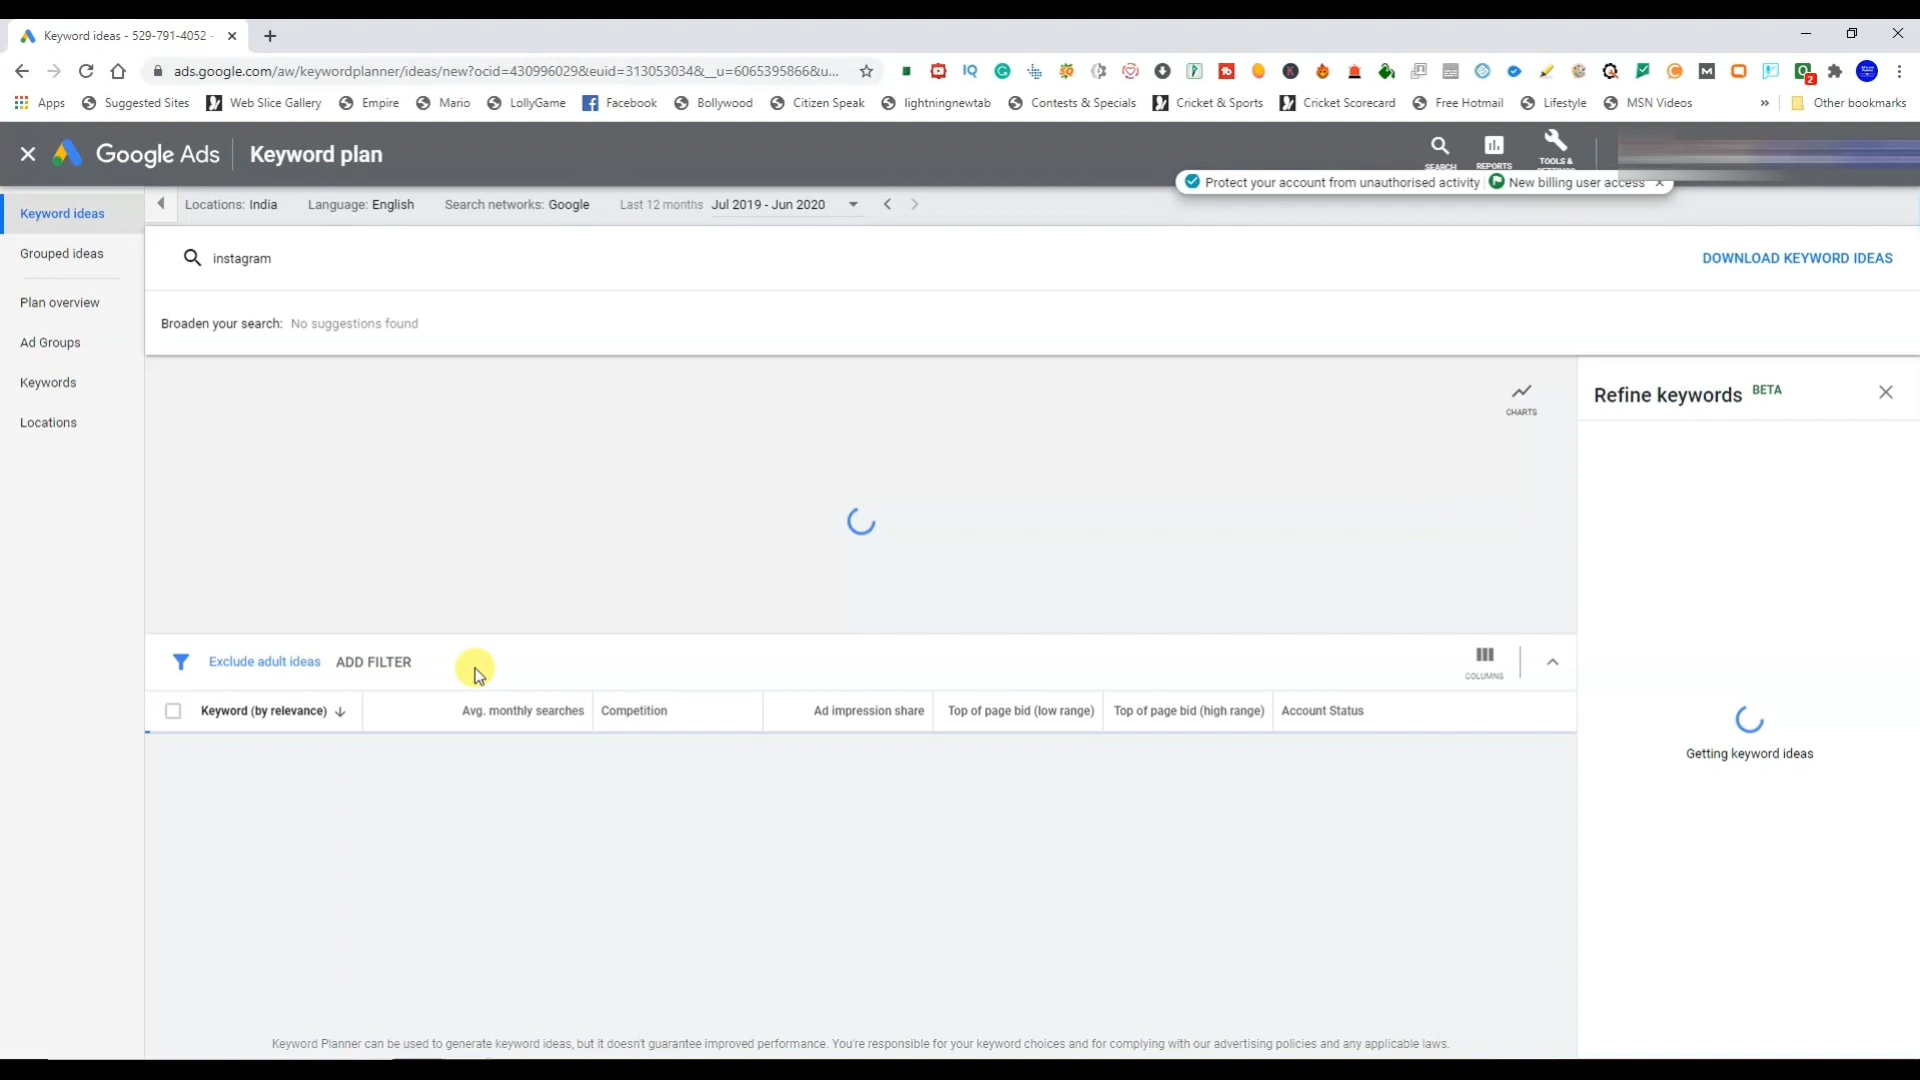 Keyword ideas - 529-791-4052 -
ads.google.com/aw/keywordplanner/ideas/new?ocid=430996029&euid=313053034&__u=6065395866&u...
Apps Suggested Sites Web Slice Gallery Empire Mario LollyGame Facebook Bollywood Citizen Speak lightningnewtab Contests & Specials Cricket & Sports Cricket Scorecard Free Hotmail Lifestyle MSN Videos » Other bookmarks
Google Ads Keyword plan
SEARCH REPORTS TOOLS &
Protect your account from unauthorised activity New billing user access
Keyword ideas
Grouped ideas
Plan overview
Ad Groups
Keywords
Locations
Locations: India Language: English Search networks: Google Last 12 months Jul 2019 - Jun 2020
instagram
DOWNLOAD KEYWORD IDEAS
Broaden your search: No suggestions found
CHARTS
Refine keywords BETA
Exclude adult ideas ADD FILTER
COLUMNS
Keyword (by relevance) Avg. monthly searches Competition Ad impression share Top of page bid (low range) Top of page bid (high range) Account Status
Getting keyword ideas
Keyword Planner can be used to generate keyword ideas, but it doesn't guarantee improved performance. You're responsible for your keyword choices and for complying with our advertising policies and any applicable laws.